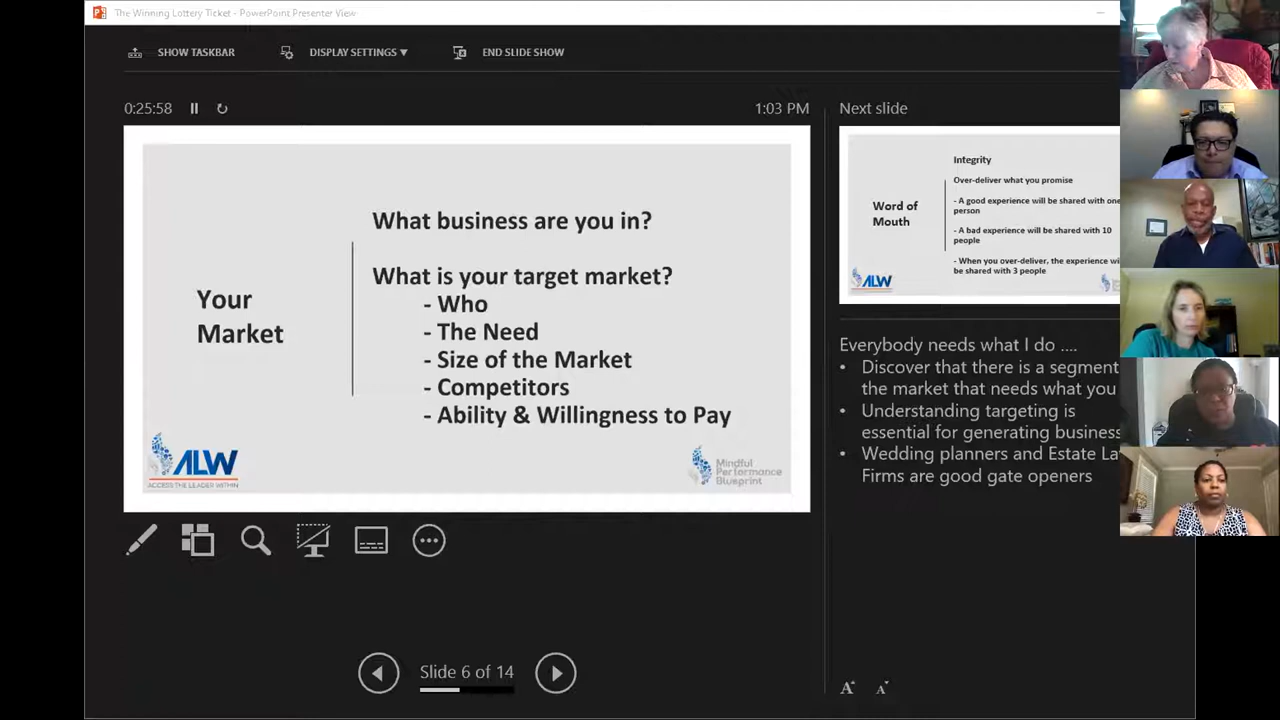 The Winning Lottery Ticket - PowerPoint Presenter View
SHOW TASKBAR
DISPLAY SETTINGS ▾
END SLIDE SHOW
0:25:58
1:03 PM
What business are you in?
What is your target market?
- Who
- The Need
- Size of the Market
- Competitors
- Ability & Willingness to Pay
Your
Market
ALW
ACCESS THE LEADER WITHIN
Mindful
Performance
Blueprint
Slide 6 of 14
Next slide
Integrity
Over-deliver what you promise
- A good experience will be shared with one
person
- A bad experience will be shared with 10
people
- When you over-deliver, the experience wi
be shared with 3 people
Word of
Mouth
ALW
Everybody needs what I do ....
• Discover that there is a segment
the market that needs what you
• Understanding targeting is
essential for generating business
• Wedding planners and Estate La
Firms are good gate openers
A A